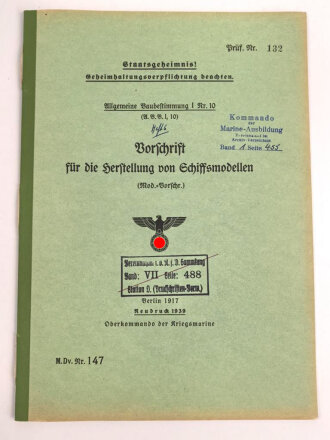 Prüf. Nr. 132
Staatsgeheimnis!
Geheimhaltungsverpflichtung beachten.
Allgemeine Baubestimmung I Nr. 10
(A. B. B. I, 10)
Kommando
der
Marine-Ausbildung
Band 1 Seite 455
Vorschrift
für die Herstellung von Schiffsmodellen
(Mod.-Vorschr.)
Band: VII Seite: 488
Berlin 1917
Neudruck 1939
Oberkommando der Kriegsmarine
M.Dv. Nr. 147